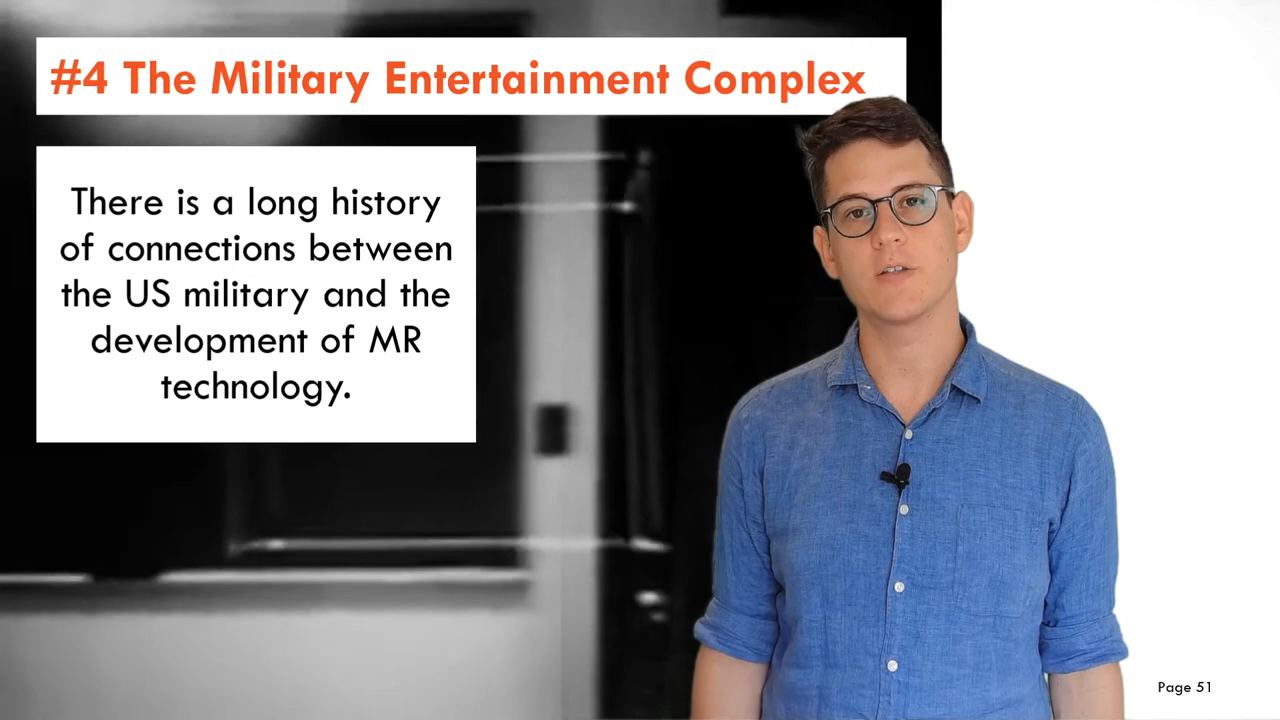 #4 The Military Entertainment Complex
There is a long history
of connections between
the US military and the
development of MR
technology.
Page 51